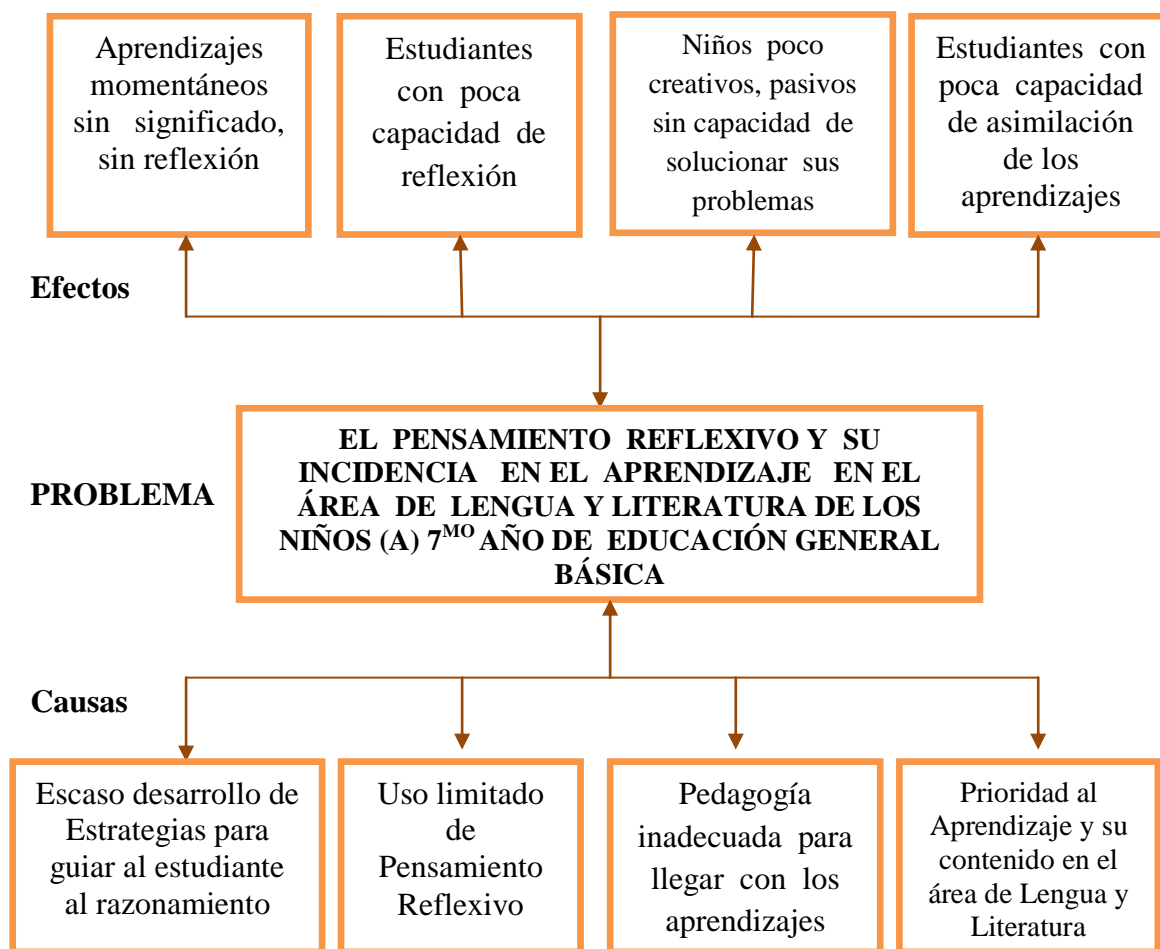 Aprendizajes
momentáneos
sin significado,
sin reflexión
Estudiantes
con poca
capacidad de
reflexión
Niños poco
creativos, pasivos
sin capacidad de
solucionar sus
problemas
Estudiantes con
poca capacidad
de asimilación
de los
aprendizajes
Efectos
PROBLEMA
EL PENSAMIENTO REFLEXIVO Y SU
INCIDENCIA EN EL APRENDIZAJE EN EL
ÁREA DE LENGUA Y LITERATURA DE LOS
NIÑOS (A) 7MO AÑO DE EDUCACIÓN GENERAL
BÁSICA
Causas
Escaso desarrollo de
Estrategias para
guiar al estudiante
al razonamiento
Uso limitado
de
Pensamiento
Reflexivo
Pedagogía
inadecuada para
llegar con los
aprendizajes
Prioridad al
Aprendizaje y su
contenido en el
área de Lengua y
Literatura